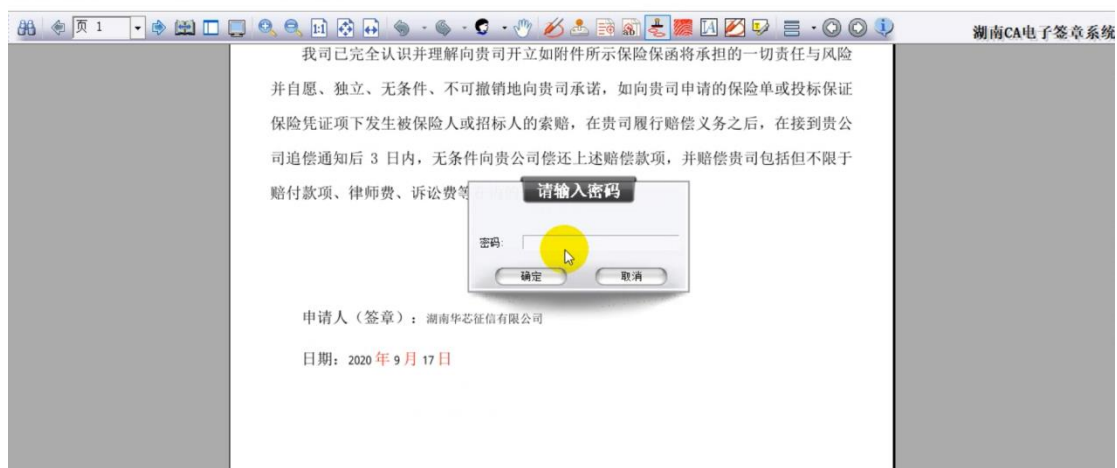 页 1
1:1
湖南CA电子签章系统
我司已完全认识并理解向贵司开立如附件所示保险保函将承担的一切责任与风险
并自愿、独立、无条件、不可撤销地向贵司承诺，如向贵司申请的保险单或投标保证
保险凭证项下发生被保险人或招标人的索赔，在贵司履行赔偿义务之后，在接到贵公
司追偿通知后 3 日内，无条件向贵公司偿还上述赔偿款项，并赔偿贵司包括但不限于
赔付款项、律师费、诉讼费等
请输入密码
密码:
确定 取消
申请人（签章）：湖南华芯征信有限公司
日期：2020 年 9 月 17 日